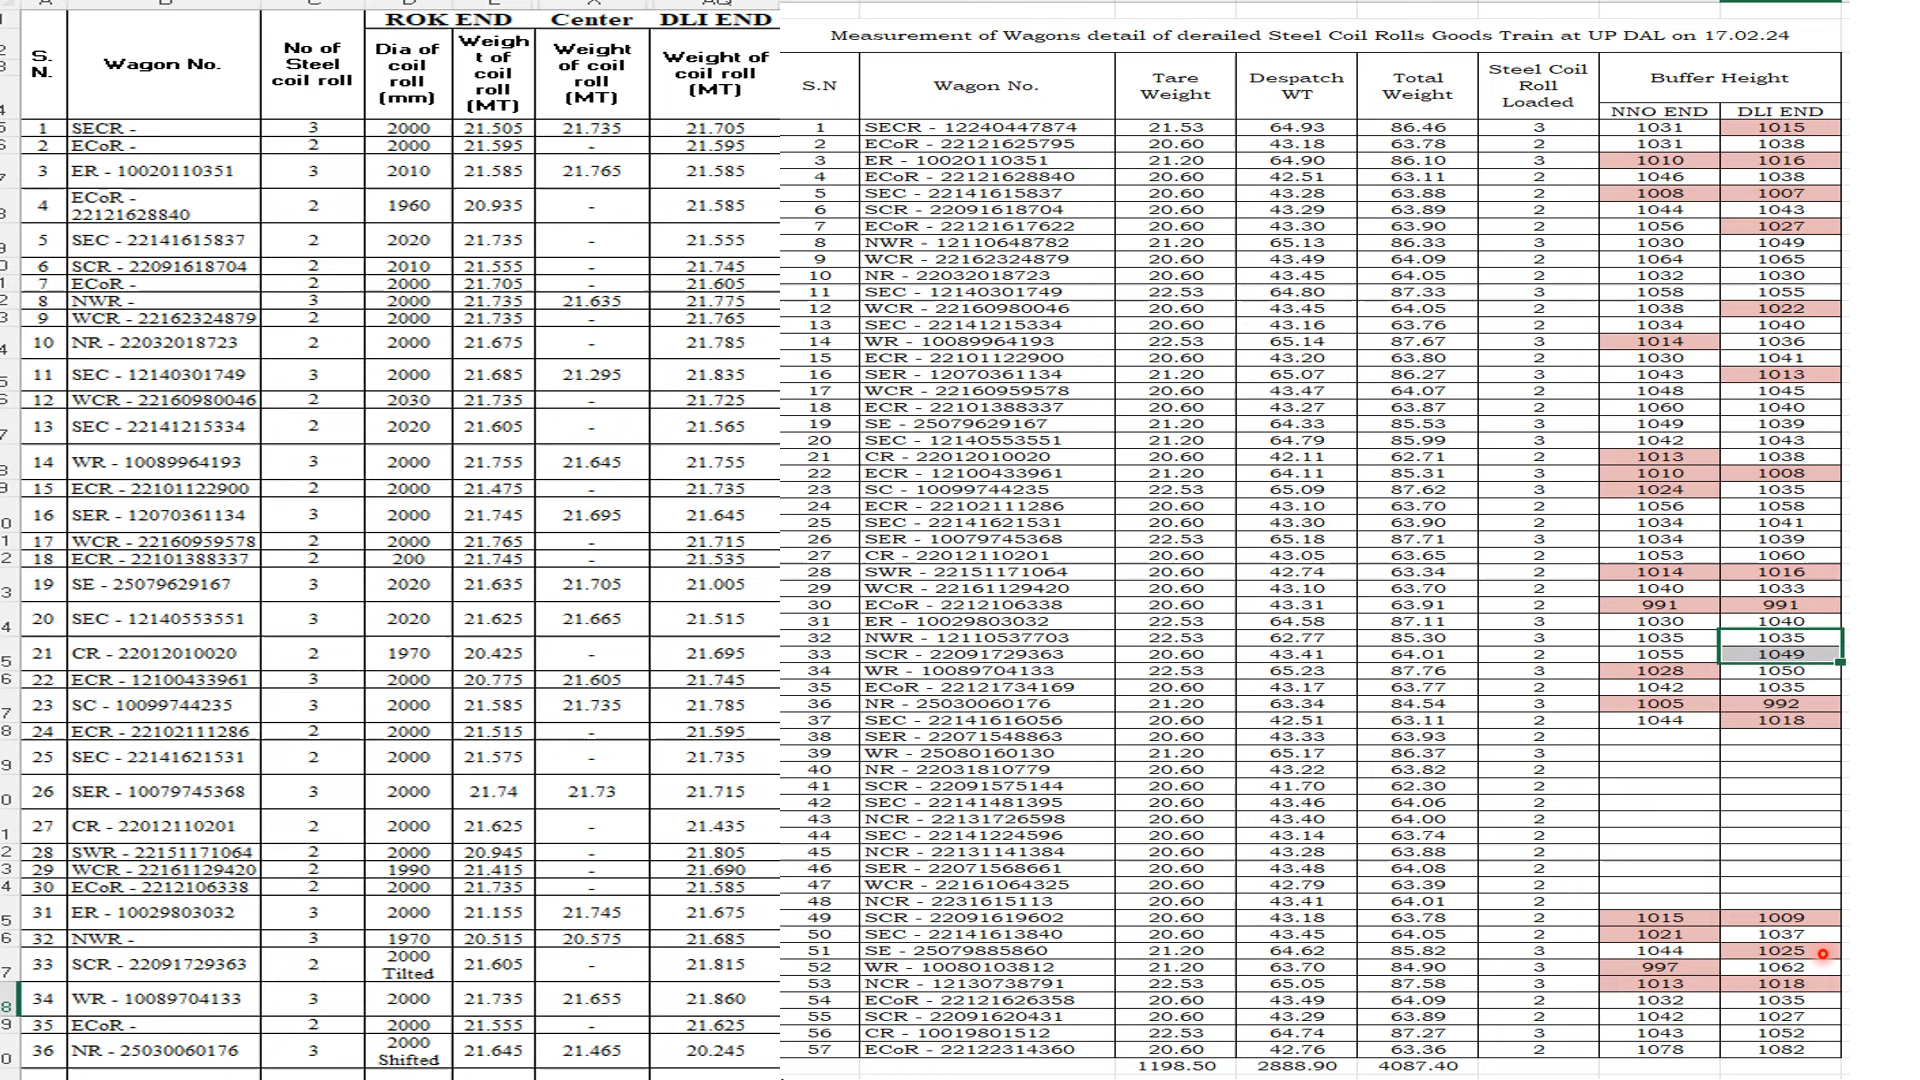 ROK END Center DLI END
S. N. Wagon No. No of Steel coil roll Dia of coil roll (mm) Weigh t of coil roll (MT) Weight of coil roll (MT) Weight of coil roll (MT)
1 SECR - 3 2000 21.505 21.735 21.705
2 ECoR - 2 2000 21.595 - 21.595
3 ER - 10020110351 3 2010 21.585 21.765 21.585
4 ECoR - 22121628840 2 1960 20.935 - 21.585
5 SEC - 22141615837 2 2020 21.735 - 21.555
6 SCR - 22091618704 2 2010 21.555 - 21.745
7 ECoR - 2 2000 21.705 - 21.605
8 NWR - 3 2000 21.735 21.635 21.775
9 WCR - 22162324879 2 2000 21.735 - 21.765
10 NR - 22032018723 2 2000 21.675 - 21.785
11 SEC - 12140301749 3 2000 21.685 21.295 21.835
12 WCR - 22160980046 2 2030 21.735 - 21.725
13 SEC - 22141215334 2 2020 21.605 - 21.565
14 WR - 10089964193 3 2000 21.755 21.645 21.755
15 ECR - 22101122900 2 2000 21.475 - 21.735
16 SER - 12070361134 3 2000 21.745 21.695 21.645
17 WCR - 22160959578 2 2000 21.765 - 21.715
18 ECR - 22101388337 2 200 21.745 - 21.535
19 SE - 25079629167 3 2020 21.635 21.705 21.005
20 SEC - 12140553551 3 2020 21.625 21.665 21.515
21 CR - 22012010020 2 1970 20.425 - 21.695
22 ECR - 12100433961 3 2000 20.775 21.605 21.745
23 SC - 10099744235 3 2000 21.585 21.735 21.785
24 ECR - 22102111286 2 2000 21.515 - 21.595
25 SEC - 22141621531 2 2000 21.575 - 21.735
26 SER - 10079745368 3 2000 21.74 21.73 21.715
27 CR - 22012110201 2 2000 21.625 - 21.435
28 SWR - 22151171064 2 2000 20.945 - 21.805
29 WCR - 22161129420 2 1990 21.415 - 21.690
30 ECoR - 2212106338 2 2000 21.735 - 21.585
31 ER - 10029803032 3 2000 21.155 21.745 21.675
32 NWR - 3 1970 20.515 20.575 21.685
33 SCR - 22091729363 2 2000 Tilted 21.605 - 21.815
34 WR - 10089704133 3 2000 21.735 21.655 21.860
35 ECoR - 2 2000 21.555 - 21.625
36 NR - 25030060176 3 2000 Shifted 21.645 21.465 20.245
Measurement of Wagons detail of derailed Steel Coil Rolls Goods Train at UP DAL on 17.02.24
S.N Wagon No. Tare Weight Despatch WT Total Weight Steel Coil Roll Loaded Buffer Height
NNO END DLI END
1 SECR - 12240447874 21.53 64.93 86.46 3 1031 1015
2 ECoR - 22121625795 20.60 43.18 63.78 2 1031 1038
3 ER - 10020110351 21.20 64.90 86.10 3 1010 1016
4 ECoR - 22121628840 20.60 42.51 63.11 2 1046 1038
5 SEC - 22141615837 20.60 43.28 63.88 2 1008 1007
6 SCR - 22091618704 20.60 43.29 63.89 2 1044 1043
7 ECoR - 22121617622 20.60 43.30 63.90 2 1056 1027
8 NWR - 12110648782 21.20 65.13 86.33 3 1030 1049
9 WCR - 22162324879 20.60 43.49 64.09 2 1064 1065
10 NR - 22032018723 20.60 43.45 64.05 2 1032 1030
11 SEC - 12140301749 22.53 64.80 87.33 3 1058 1055
12 WCR - 22160980046 20.60 43.45 64.05 2 1038 1022
13 SEC - 22141215334 20.60 43.16 63.76 2 1034 1040
14 WR - 10089964193 22.53 65.14 87.67 3 1014 1036
15 ECR - 22101122900 20.60 43.20 63.80 2 1030 1041
16 SER - 12070361134 21.20 65.07 86.27 3 1043 1013
17 WCR - 22160959578 20.60 43.47 64.07 2 1048 1045
18 ECR - 22101388337 20.60 43.27 63.87 2 1060 1040
19 SE - 25079629167 21.20 64.33 85.53 3 1049 1039
20 SEC - 12140553551 21.20 64.79 85.99 3 1042 1043
21 CR - 22012010020 20.60 42.11 62.71 2 1013 1038
22 ECR - 12100433961 21.20 64.11 85.31 3 1010 1008
23 SC - 10099744235 22.53 65.09 87.62 3 1024 1035
24 ECR - 22102111286 20.60 43.10 63.70 2 1056 1058
25 SEC - 22141621531 20.60 43.30 63.90 2 1034 1041
26 SER - 10079745368 22.53 65.18 87.71 3 1034 1039
27 CR - 22012110201 20.60 43.05 63.65 2 1053 1060
28 SWR - 22151171064 20.60 42.74 63.34 2 1014 1016
29 WCR - 22161129420 20.60 43.10 63.70 2 1040 1033
30 ECoR - 2212106338 20.60 43.31 63.91 2 991 991
31 ER - 10029803032 22.53 64.58 87.11 3 1030 1040
32 NWR - 12110537703 22.53 62.77 85.30 3 1035 1035
33 SCR - 22091729363 20.60 43.41 64.01 2 1055 1049
34 WR - 10089704133 22.53 65.23 87.76 3 1028 1050
35 ECoR - 22121734169 20.60 43.17 63.77 2 1042 1035
36 NR - 25030060176 21.20 63.34 84.54 3 1005 992
37 SEC - 22141616056 20.60 42.51 63.11 2 1044 1018
38 SER - 22071548863 20.60 43.33 63.93 2
39 WR - 25080160130 21.20 65.17 86.37 3
40 NR - 22031810779 20.60 43.22 63.82 2
41 SCR - 22091575144 20.60 41.70 62.30 2
42 SEC - 22141481395 20.60 43.46 64.06 2
43 NCR - 22131726598 20.60 43.40 64.00 2
44 SEC - 22141224596 20.60 43.14 63.74 2
45 NCR - 22131141384 20.60 43.28 63.88 2
46 SER - 22071568661 20.60 43.48 64.08 2
47 WCR - 22161064325 20.60 42.79 63.39 2
48 NCR - 2231615113 20.60 43.41 64.01 2
49 SCR - 22091619602 20.60 43.18 63.78 2 1015 1009
50 SEC - 22141613840 20.60 43.45 64.05 2 1021 1037
51 SE - 25079885860 21.20 64.62 85.82 3 1044 1025
52 WR - 10080103812 21.20 63.70 84.90 3 997 1062
53 NCR - 12130738791 22.53 65.05 87.58 3 1013 1018
54 ECoR - 22121626358 20.60 43.49 64.09 2 1032 1035
55 SCR - 22091620431 20.60 43.29 63.89 2 1042 1027
56 CR - 10019801512 22.53 64.74 87.27 3 1043 1052
57 ECoR - 22122314360 20.60 42.76 63.36 2 1078 1082
1198.50 2888.90 4087.40